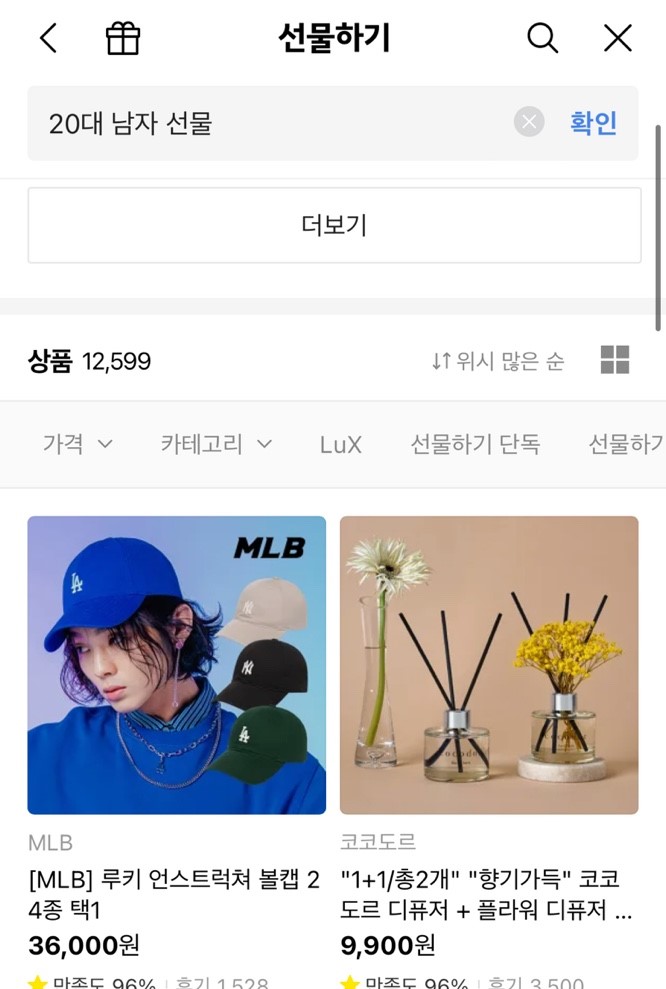 선물하기
20대 남자 선물 확인
더보기
상품 12,599 위시 많은 순
가격 카테고리 LuX 선물하기 단독 선물하기
MLB
LA
NY
NY
LA
cocodor
MLB 코코도르
[MLB] 루키 언스트럭쳐 볼캡 2 "1+1/총2개" "향기가득" 코코
4종 택1 도르 디퓨저 + 플라워 디퓨저 ...
36,000원 9,900원
만족도 96% 후기 1,528 만족도 96% 후기 3,500